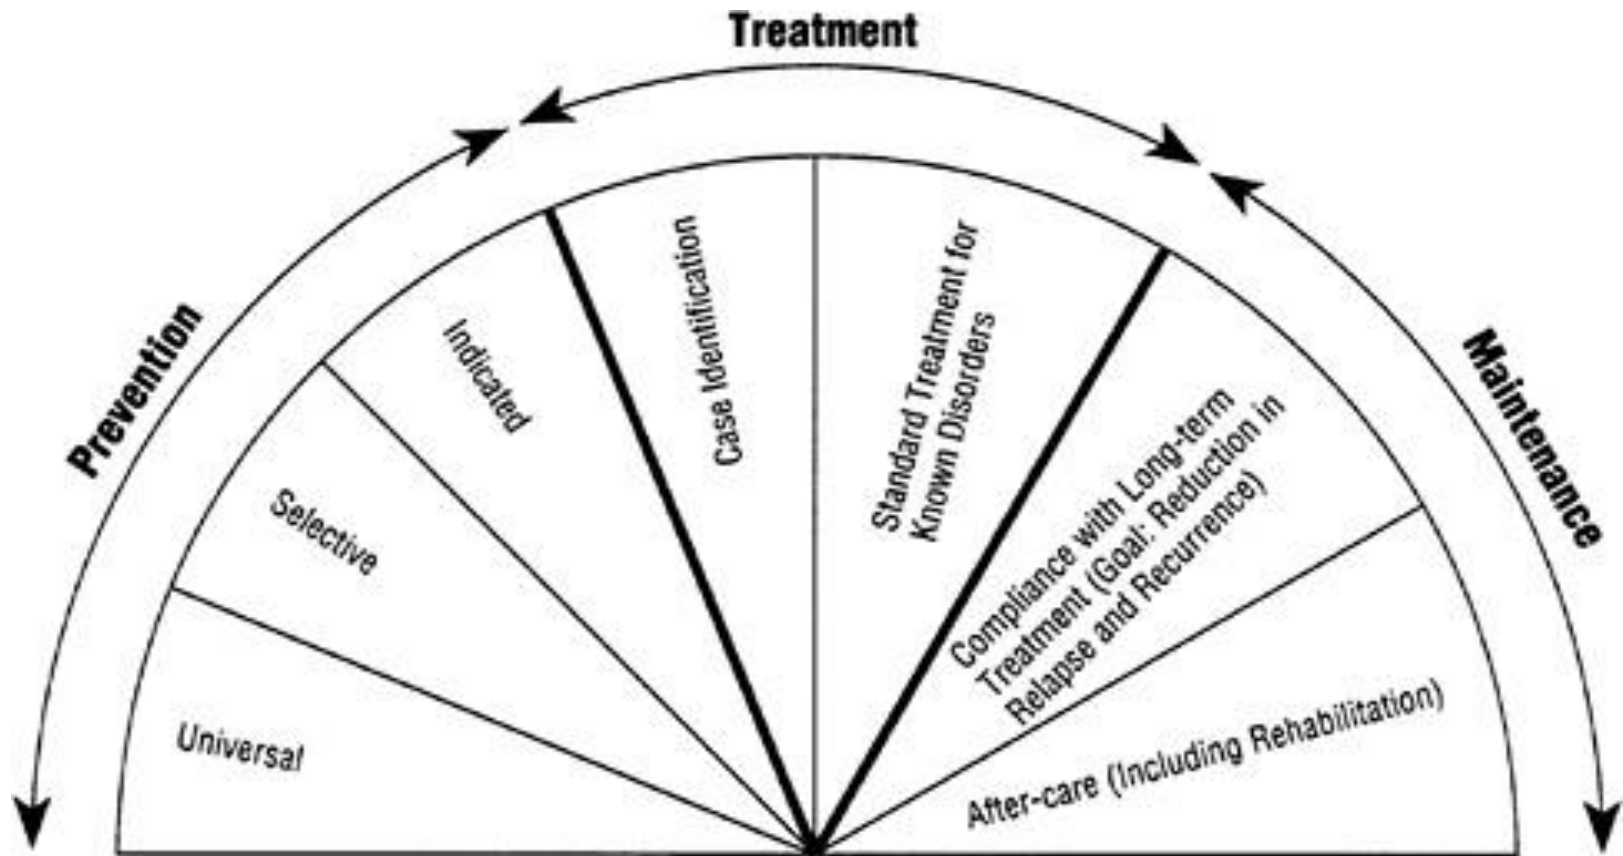 Treatment
Prevention
Maintenance
Universal
Selective
Indicated
Case Identification
Standard Treatment for
Known Disorders
Compliance with Long-term
Treatment (Goal: Reduction in
Relapse and Recurrence)
After-care (Including Rehabilitation)